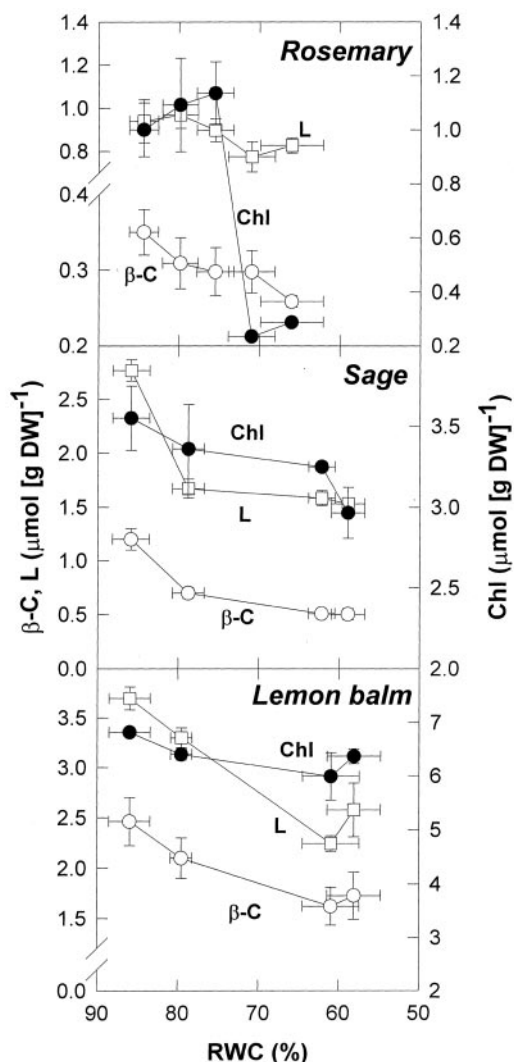 Rosemary
1.4
1.2
1.0
0.8
0.4
0.3
0.2
1.4
1.2
1.0
0.8
0.6
0.4
0.2
L
Chl
β-C
Sage
2.5
2.0
1.5
1.0
0.5
0.0
3.5
3.0
2.5
2.0
Chl
L
β-C
β-C, L (μmol [g DW]-1)
Chl (μmol [g DW]-1)
Lemon balm
3.5
3.0
2.5
2.0
1.5
0.0
7
6
5
4
3
2
Chl
L
β-C
90 80 70 60 50
RWC (%)